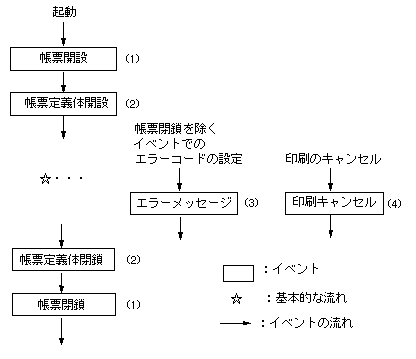 起動
帳票開設 (1)
帳票定義体開設 (2)
☆・・・
帳票定義体閉鎖 (2)
帳票閉鎖 (1)
帳票閉鎖を除く
イベントでの
エラーコードの設定
エラーメッセージ (3)
印刷のキャンセル
印刷キャンセル (4)
：イベント
☆ ：基本的な流れ
：イベントの流れ